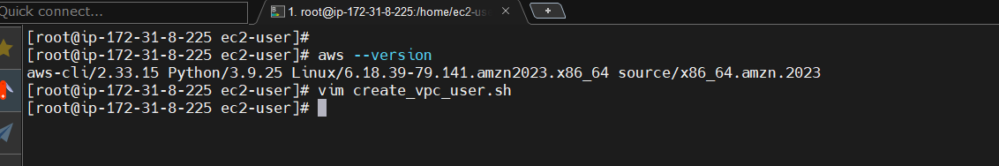 Quick connect...
1. root@ip-172-31-8-225:/home/ec2-us
[root@ip-172-31-8-225 ec2-user]#
[root@ip-172-31-8-225 ec2-user]# aws --version
aws-cli/2.33.15 Python/3.9.25 Linux/6.18.39-79.141.amzn2023.x86_64 source/x86_64.amzn.2023
[root@ip-172-31-8-225 ec2-user]# vim create_vpc_user.sh
[root@ip-172-31-8-225 ec2-user]#